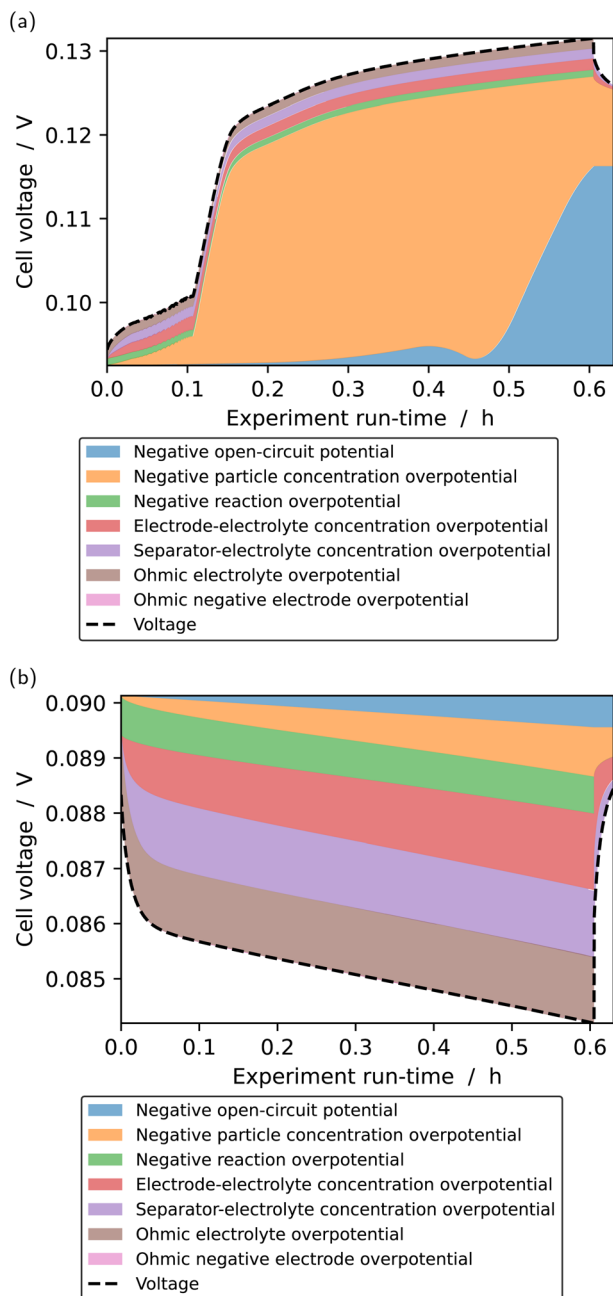 (a)
0.13
0.12
0.11
0.10
Cell voltage / V
0.0 0.1 0.2 0.3 0.4 0.5 0.6
Experiment run-time / h
Negative open-circuit potential
Negative particle concentration overpotential
Negative reaction overpotential
Electrode-electrolyte concentration overpotential
Separator-electrolyte concentration overpotential
Ohmic electrolyte overpotential
Ohmic negative electrode overpotential
Voltage
(b)
0.090
0.089
0.088
0.087
0.086
0.085
Cell voltage / V
0.0 0.1 0.2 0.3 0.4 0.5 0.6
Experiment run-time / h
Negative open-circuit potential
Negative particle concentration overpotential
Negative reaction overpotential
Electrode-electrolyte concentration overpotential
Separator-electrolyte concentration overpotential
Ohmic electrolyte overpotential
Ohmic negative electrode overpotential
Voltage